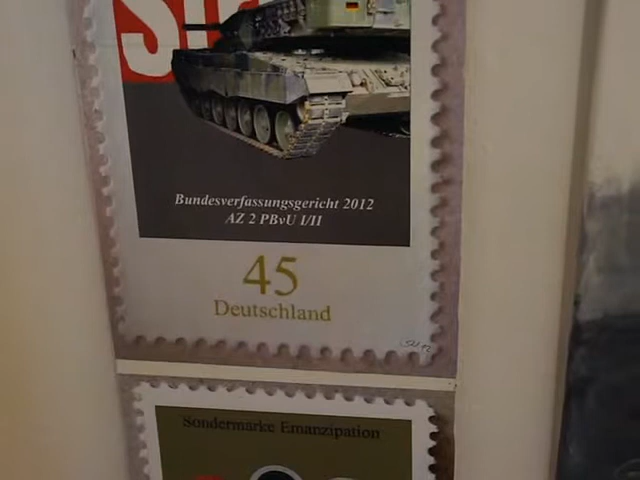 Bundesverfassungsgericht 2012
AZ 2 PBvU I/II
45
Deutschland
Sondermarke Emanzipation